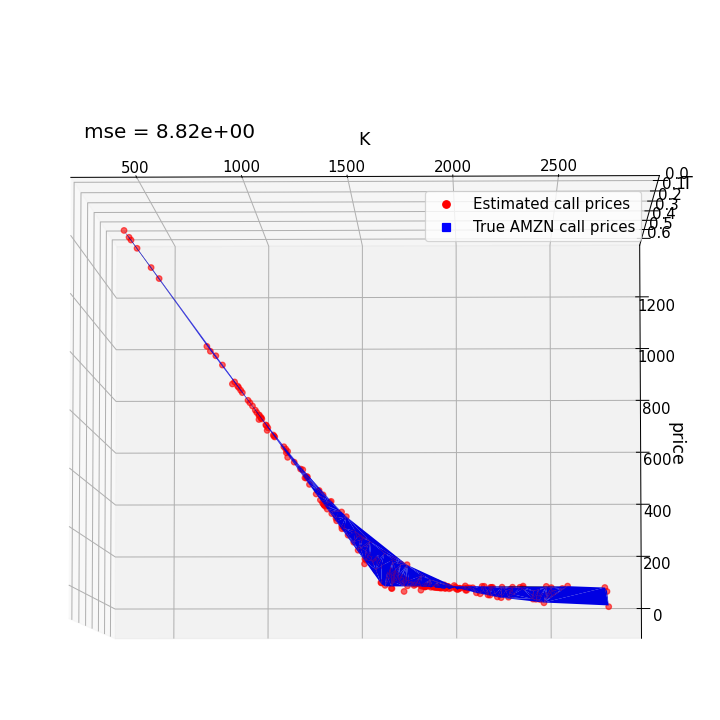 mse = 8.82e+00
K
500 1000 1500 2000 2500
0.0
0.1
T
0.2
0.3
0.4
0.5
0.6
Estimated call prices
True AMZN call prices
1200
1000
800
price
600
400
200
0